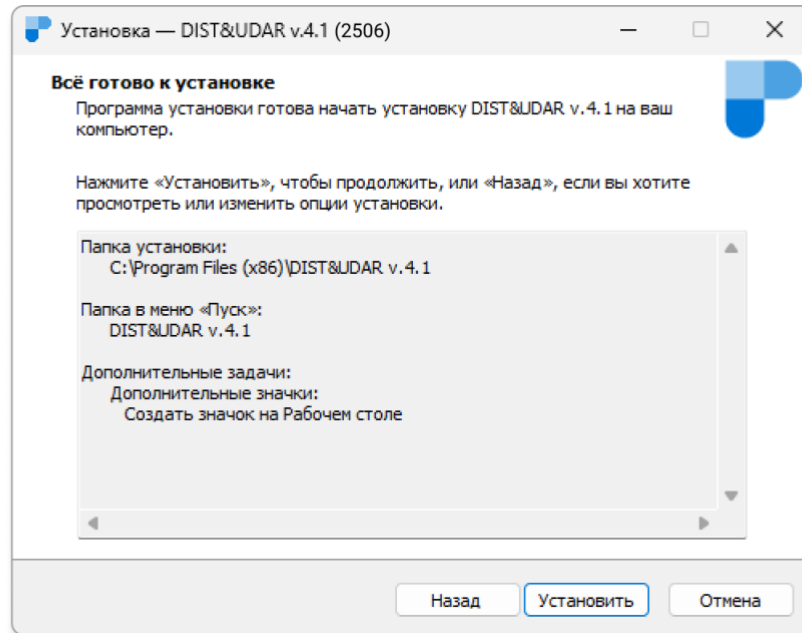 Установка — DIST&UDAR v.4.1 (2506)
Всё готово к установке
Программа установки готова начать установку DIST&UDAR v.4.1 на ваш
компьютер.
Нажмите «Установить», чтобы продолжить, или «Назад», если вы хотите
просмотреть или изменить опции установки.
Папка установки:
C:\Program Files (x86)\DIST&UDAR v.4.1
Папка в меню «Пуск»:
DIST&UDAR v.4.1
Дополнительные задачи:
Дополнительные значки:
Создать значок на Рабочем столе
Назад
Установить
Отмена